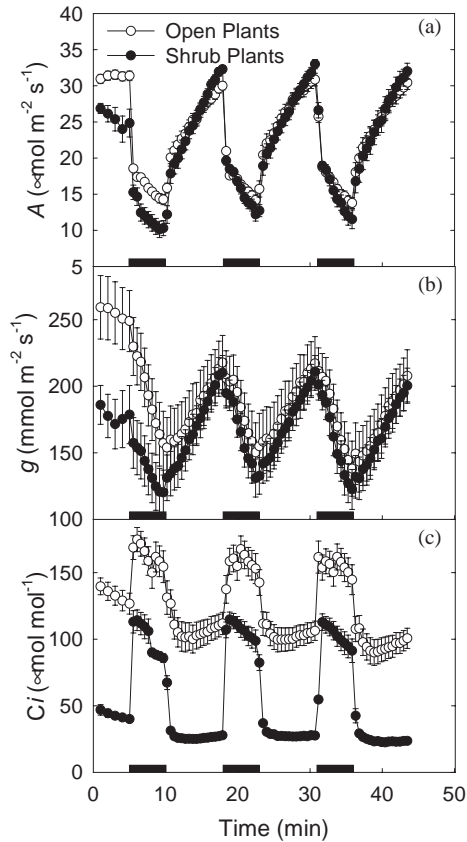 40
(a)
Open Plants
Shrub Plants
35
30
25
20
15
10
5
A (∝mol m-2 s-1)
(b)
250
200
150
100
g (mmol m-2 s-1)
(c)
150
100
50
0
Ci (∝mol mol-1)
0 10 20 30 40 50
Time (min)